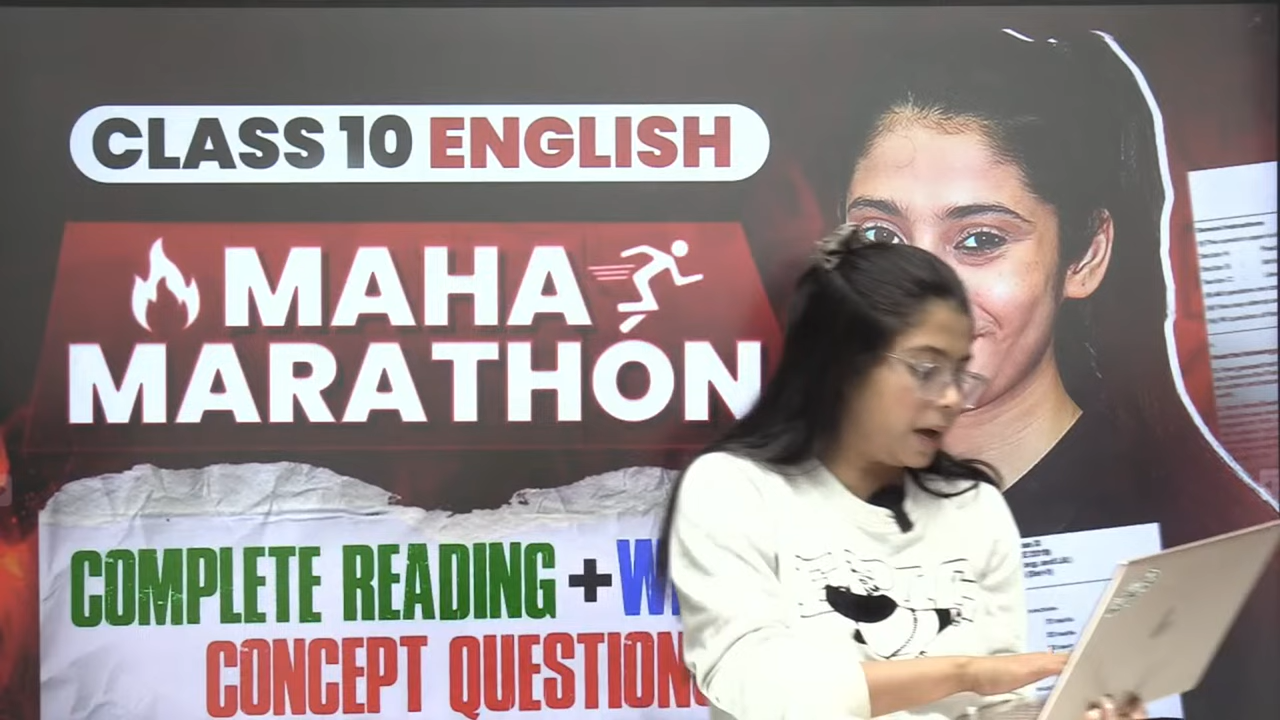 CLASS 10 ENGLISH
MAHA
MARATHON
COMPLETE READING +
CONCEPT QUESTION